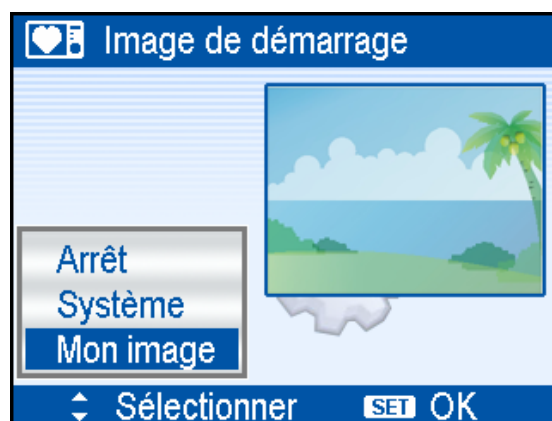 Image de démarrage
Arrêt
Système
Mon image
Sélectionner SET OK